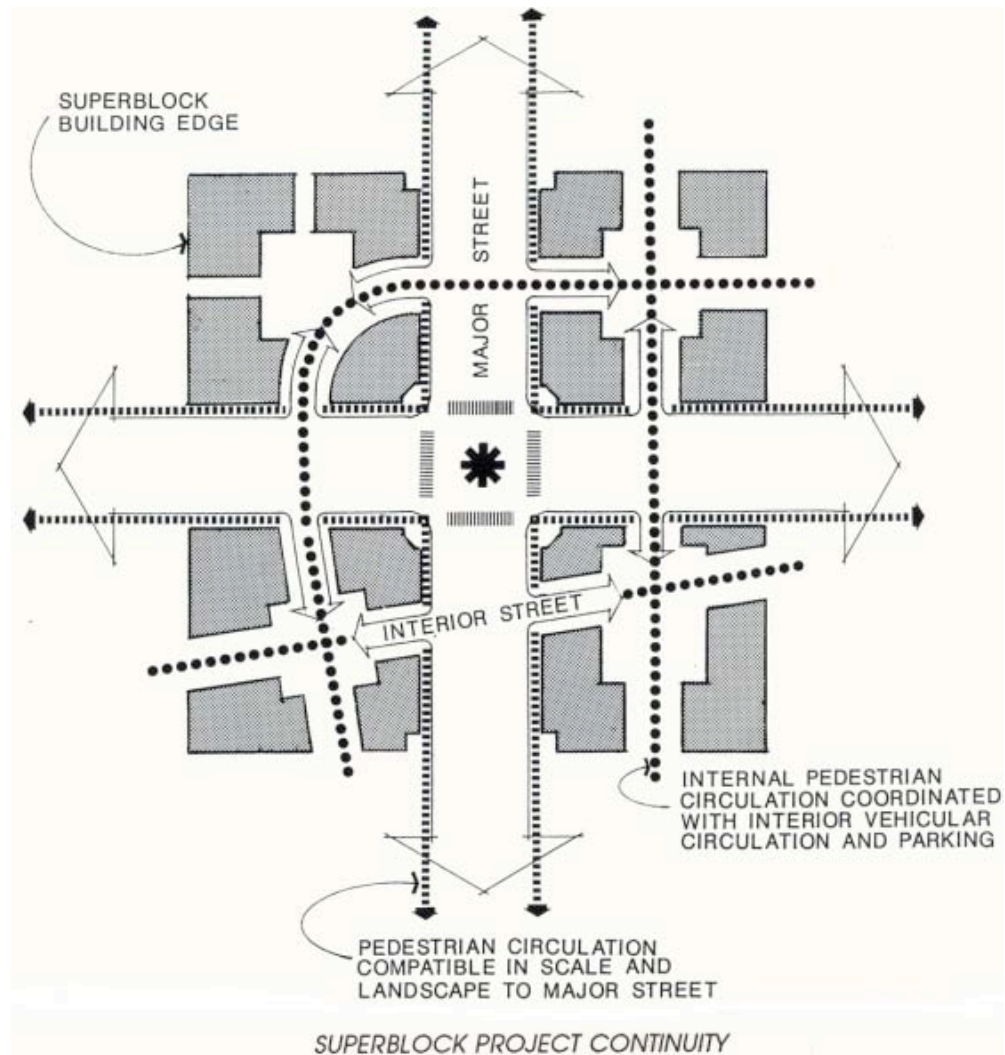 SUPERBLOCK
BUILDING EDGE
MAJOR STREET
INTERIOR STREET
INTERNAL PEDESTRIAN
CIRCULATION COORDINATED
WITH INTERIOR VEHICULAR
CIRCULATION AND PARKING
PEDESTRIAN CIRCULATION
COMPATIBLE IN SCALE AND
LANDSCAPE TO MAJOR STREET
SUPERBLOCK PROJECT CONTINUITY